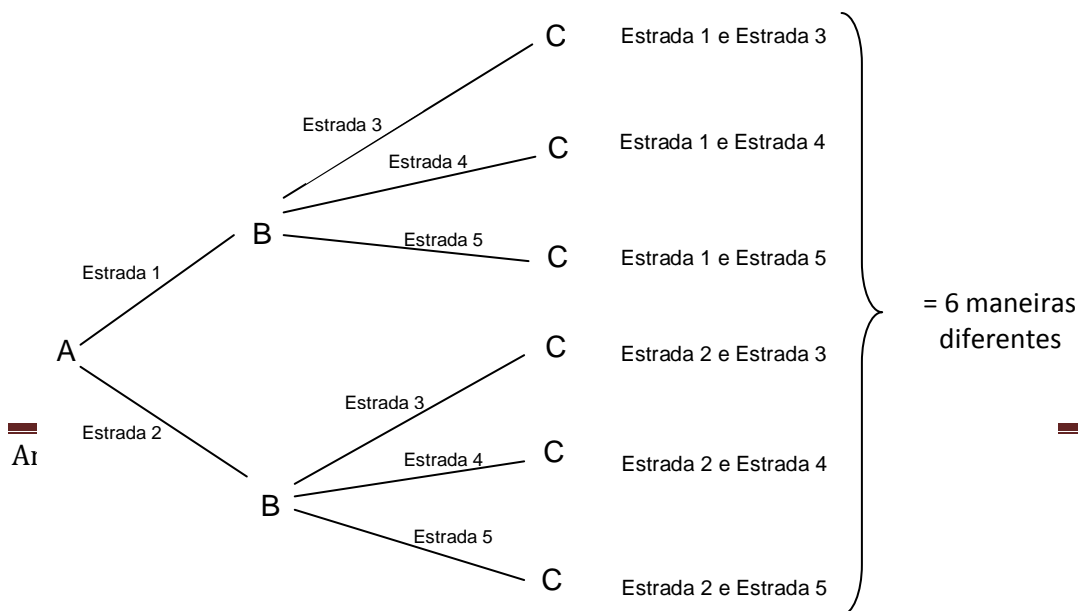 C Estrada 1 e Estrada 3
Estrada 3
Estrada 4
C Estrada 1 e Estrada 4
B
Estrada 5
C Estrada 1 e Estrada 5
Estrada 1
= 6 maneiras
diferentes
A
C Estrada 2 e Estrada 3
Estrada 3
Estrada 2
Estrada 4
C Estrada 2 e Estrada 4
B
Estrada 5
C Estrada 2 e Estrada 5